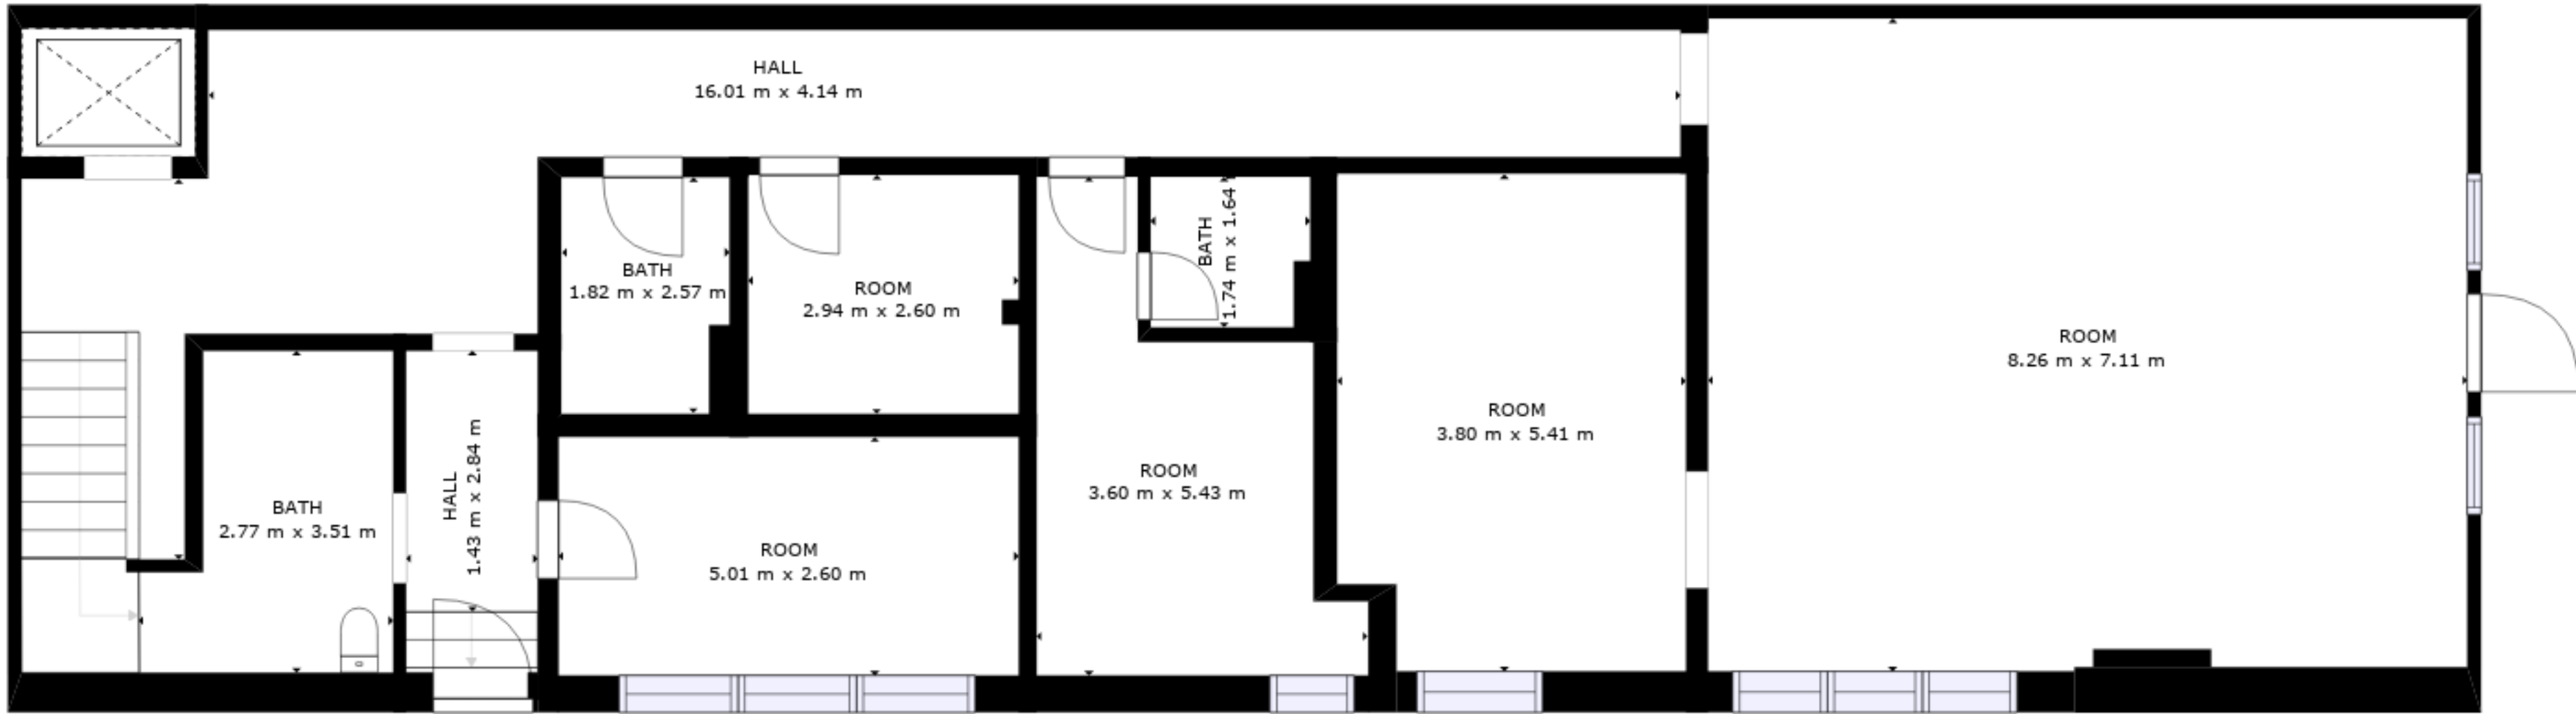 HALL
16.01 m x 4.14 m
BATH
1.82 m x 2.57 m
ROOM
2.94 m x 2.60 m
BATH
1.74 m x 1.64
ROOM
8.26 m x 7.11 m
ROOM
3.80 m x 5.41 m
ROOM
3.60 m x 5.43 m
HALL
1.43 m x 2.84 m
BATH
2.77 m x 3.51 m
ROOM
5.01 m x 2.60 m